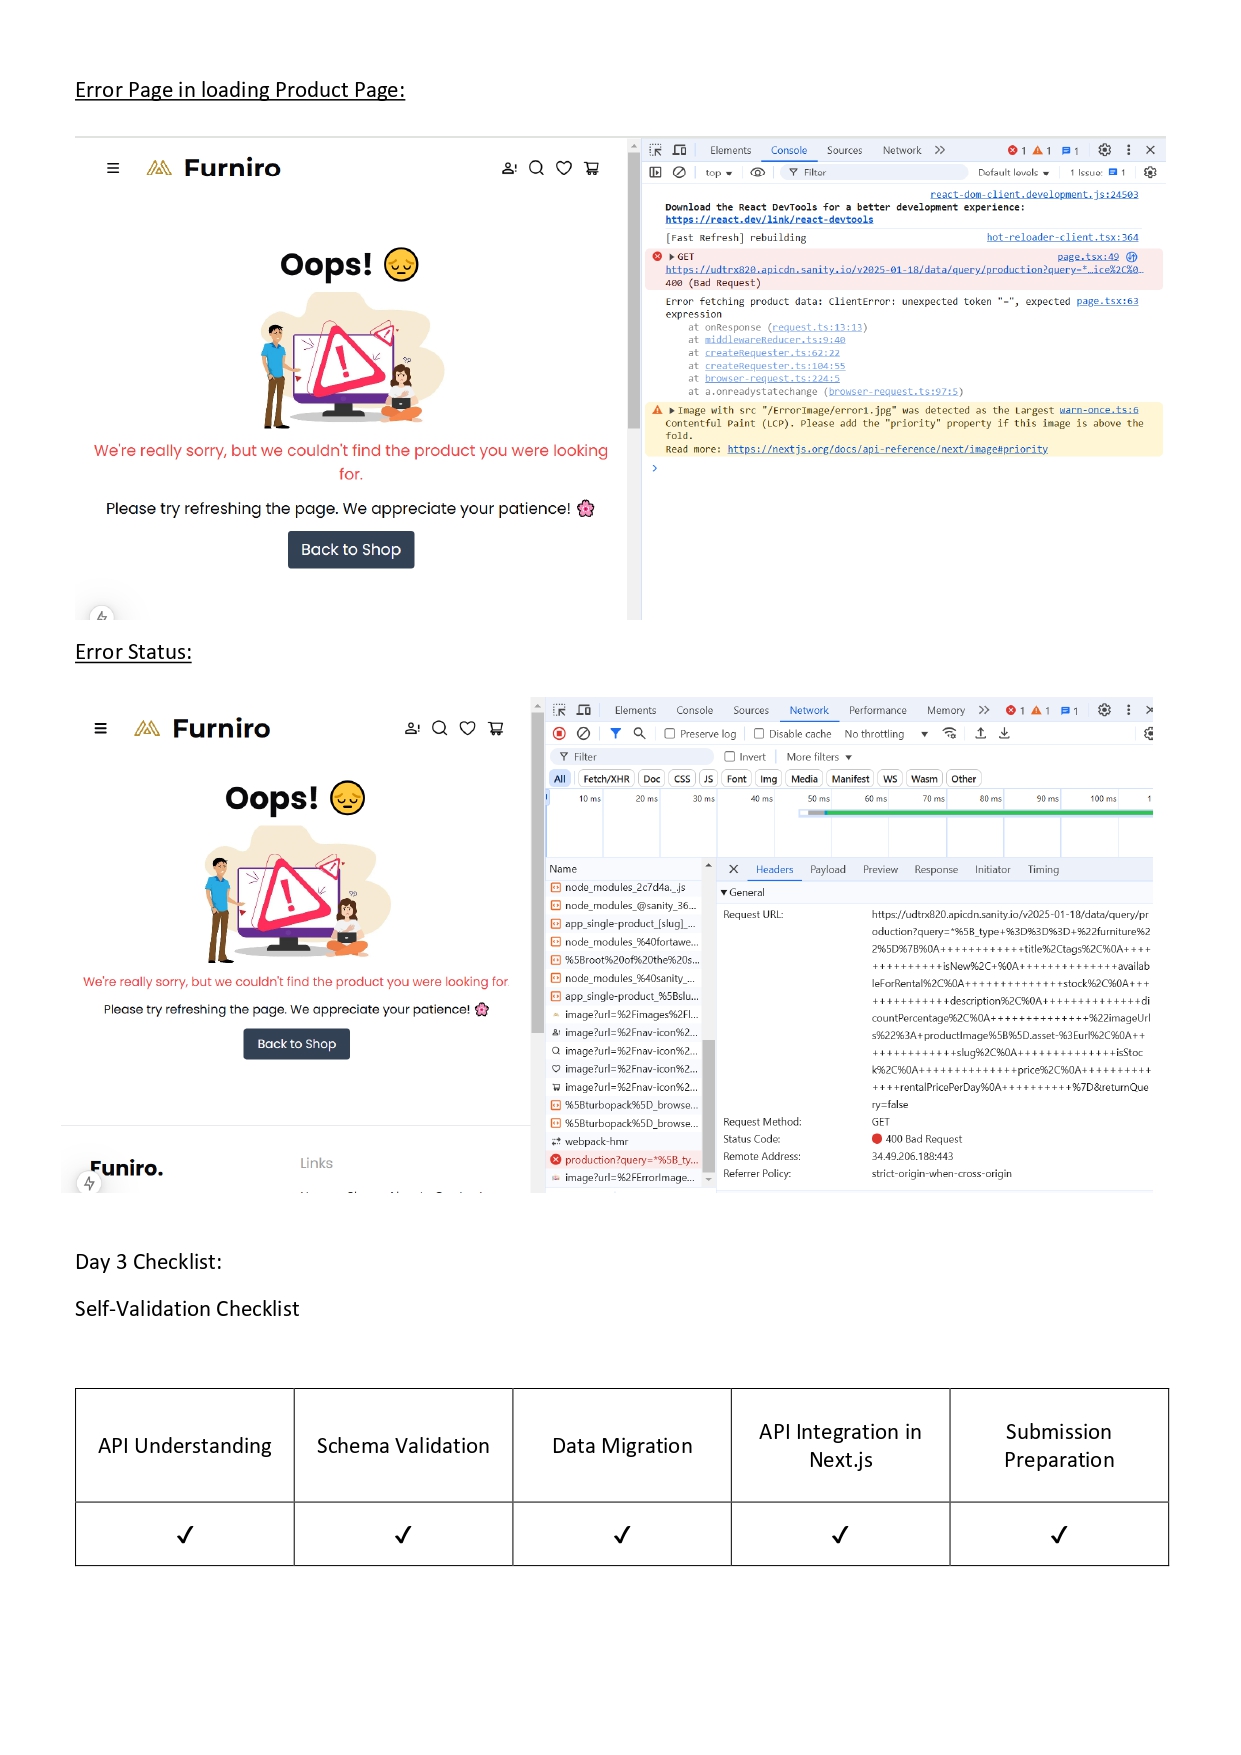 Error Page in loading Product Page:
Furniro
Oops!
We're really sorry, but we couldn't find the product you were looking
for.
Please try refreshing the page. We appreciate your patience!
Back to Shop
Elements Console Sources Network 1 1 1
top Filter Default levels 1 Issue: 1
react-dom-client.development.js:24503
Download the React DevTools for a better development experience:
https://react.dev/link/react-devtools
[Fast Refresh] rebuilding hot-reloader-client.tsx:364
GET page.tsx:49
https://udtrx820.apicdn.sanity.io/v2025-01-18/data/query/production?query=*…ice%2C%0…
400 (Bad Request)
Error fetching product data: ClientError: unexpected token "=", expected page.tsx:63
expression
at onResponse (request.ts:13:13)
at middlewareReducer.ts:9:40
at createRequester.ts:62:22
at createRequester.ts:104:55
at browser-request.ts:224:5
at a.onreadystatechange (browser-request.ts:97:5)
Image with src "/ErrorImage/error1.jpg" was detected as the Largest warn-once.ts:6
Contentful Paint (LCP). Please add the "priority" property if this image is above the
fold.
Read more: https://nextjs.org/docs/api-reference/next/image#priority
Error Status:
Furniro
Oops!
We're really sorry, but we couldn't find the product you were looking for
Please try refreshing the page. We appreciate your patience!
Back to Shop
Funiro.
Links
Elements Console Sources Network Performance Memory 1 1 1
Preserve log Disable cache No throttling
Filter Invert More filters
All Fetch/XHR Doc CSS JS Font Img Media Manifest WS Wasm Other
10 ms 20 ms 30 ms 40 ms 50 ms 60 ms 70 ms 80 ms 90 ms 100 ms 1
Name
node_modules_2c7d4a._.js
node_modules_@sanity_36...
app_single-product_[slug]_...
node_modules_%40fortawe...
%5Broot%20of%20the%20s...
node_modules_%40sanity_...
app_single-product_%5Bslu...
image?url=%2Fimages%2Fl...
image?url=%2Fnav-icon%2...
image?url=%2Fnav-icon%2...
image?url=%2Fnav-icon%2...
image?url=%2Fnav-icon%2...
%5Bturbopack%5D_browse...
%5Bturbopack%5D_browse...
webpack-hmr
production?query=*%5B_ty...
image?url=%2FErrorImage...
Headers Payload Preview Response Initiator Timing
General
Request URL: https://udtrx820.apicdn.sanity.io/v2025-01-18/data/query/pr
oduction?query=*%5B_type+%3D%3D%3D+%22furniture%2
2%5D%7B%0A++++++++++++title%2Ctags%2C%0A++++
++++++++++isNew%2C+%0A++++++++++++++availab
leForRental%2C%0A++++++++++++++stock%2C%0A+++
+++++++++++description%2C%0A++++++++++++++di
countPercentage%2C%0A++++++++++++++%22imageUrl
s%22%3A+productImage%5B%5D.asset-%3Eurl%2C%0A++
++++++++++++slug%2C%0A++++++++++++++isStoc
k%2C%0A++++++++++++++price%2C%0A++++++++++
++++rentalPricePerDay%0A++++++++++%7D&returnQue
ry=false
Request Method: GET
Status Code: 400 Bad Request
Remote Address: 34.49.206.188:443
Referrer Policy: strict-origin-when-cross-origin
Day 3 Checklist:
Self-Validation Checklist
API Understanding Schema Validation Data Migration API Integration in Next.js Submission Preparation
✓ ✓ ✓ ✓ ✓